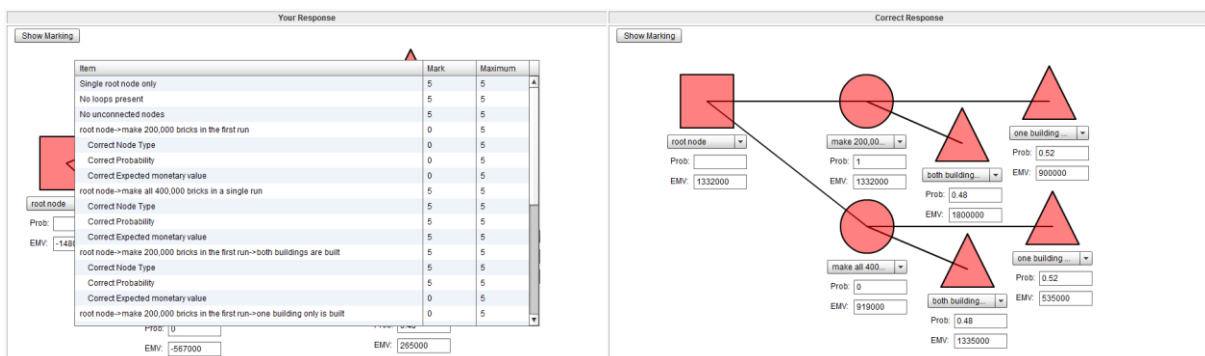 Your Response
Correct Response
Show Marking
Show Marking
Item Mark Maximum
Single root node only 5 5
No loops present 5 5
No unconnected nodes 5 5
root node->make 200,000 bricks in the first run 0 5
Correct Node Type 0 5
Correct Probability 0 5
Correct Expected monetary value 0 5
root node->make all 400,000 bricks in a single run 5 5
Correct Node Type 5 5
Correct Probability 5 5
Correct Expected monetary value 5 5
root node->make 200,000 bricks in the first run->both buildings are built 5 5
Correct Node Type 5 5
Correct Probability 5 5
Correct Expected monetary value 0 5
root node->make 200,000 bricks in the first run->one building only is built 0 5
root node
Prob:
EMV:
Prob: 0
EMV: -567000
EMV: 265000
root node
Prob:
EMV: 1332000
make 200,00...
Prob: 1
EMV: 1332000
one building ...
Prob: 0.52
EMV: 900000
both building...
Prob: 0.48
EMV: 1800000
make all 400...
Prob: 0
EMV: 919000
one building ...
Prob: 0.52
EMV: 535000
both building...
Prob: 0.48
EMV: 1335000